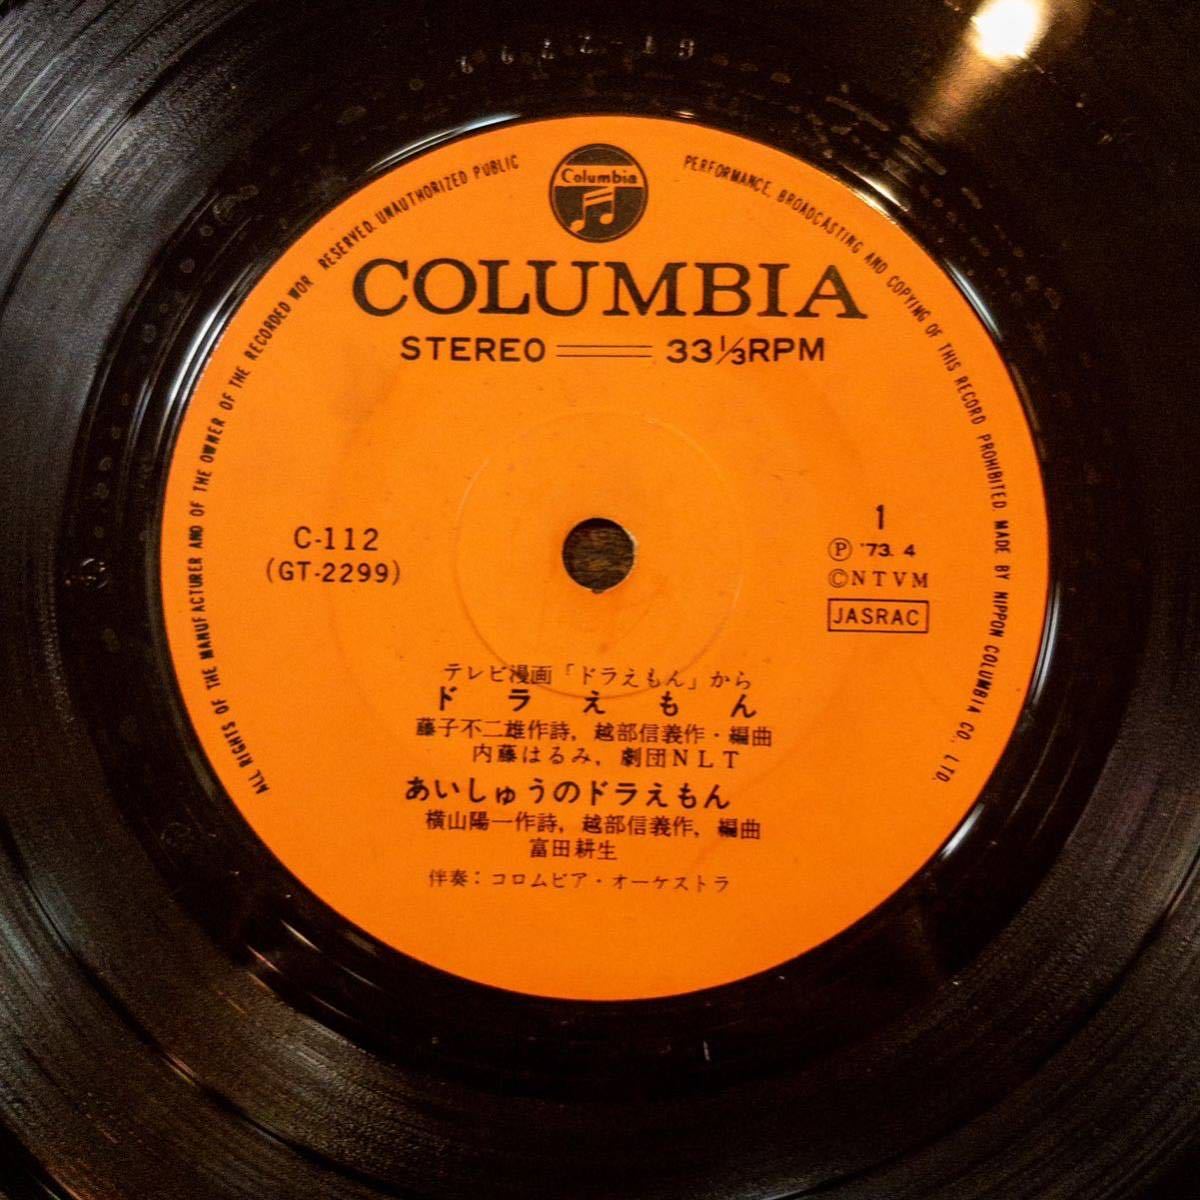 ALL RIGHTS OF THE MANUFACTURER AND OF THE OWNER OF THE RECORDED WOR RESERVED. UNAUTHORIZED PUBLIC PERFORMANCE, BROADCASTING AND COPYING OF THIS RECORD PROHIBITED. MADE BY NIPPON COLUMBIA CO., LTD.
Columbia
COLUMBIA
STEREO 33⅓RPM
C-112
(GT-2299)
1
Ⓟ '73. 4
ⒸNTVM
JASRAC
テレビ漫画「ドラえもん」から
ドラえもん
藤子不二雄作詩, 越部信義作・編曲
内藤はるみ, 劇団NLT
あいしゅうのドラえもん
横山陽一作詩, 越部信義作, 編曲
富田耕生
伴奏: コロムビア・オーケストラ